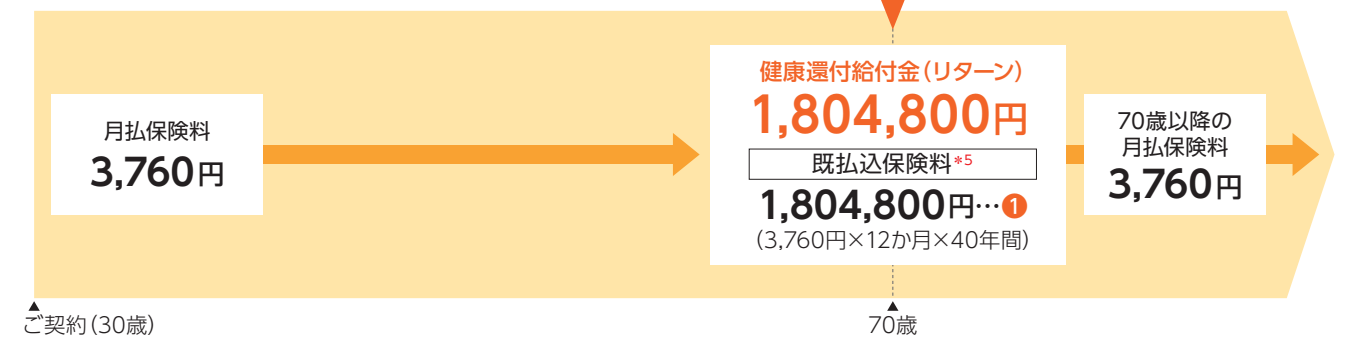 月払保険料
3,760円
健康還付給付金(リターン)
1,804,800円
既払込保険料*5
1,804,800円…❶
(3,760円×12か月×40年間)
70歳以降の
月払保険料
3,760円
▲
ご契約(30歳)
▲
70歳